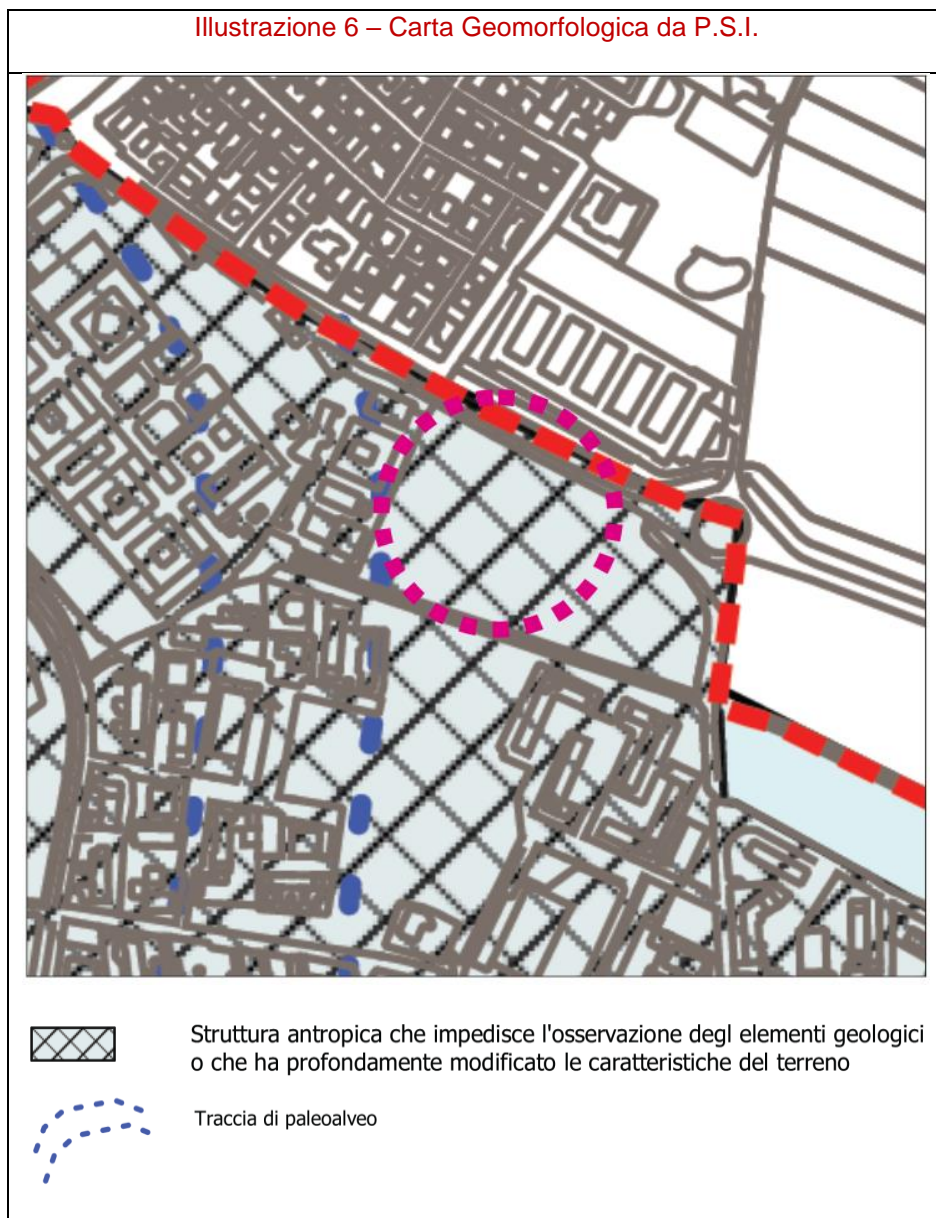 Illustrazione 6 – Carta Geomorfologica da P.S.I.
Struttura antropica che impedisce l'osservazione degl elementi geologici
o che ha profondamente modificato le caratteristiche del terreno
Traccia di paleoalveo